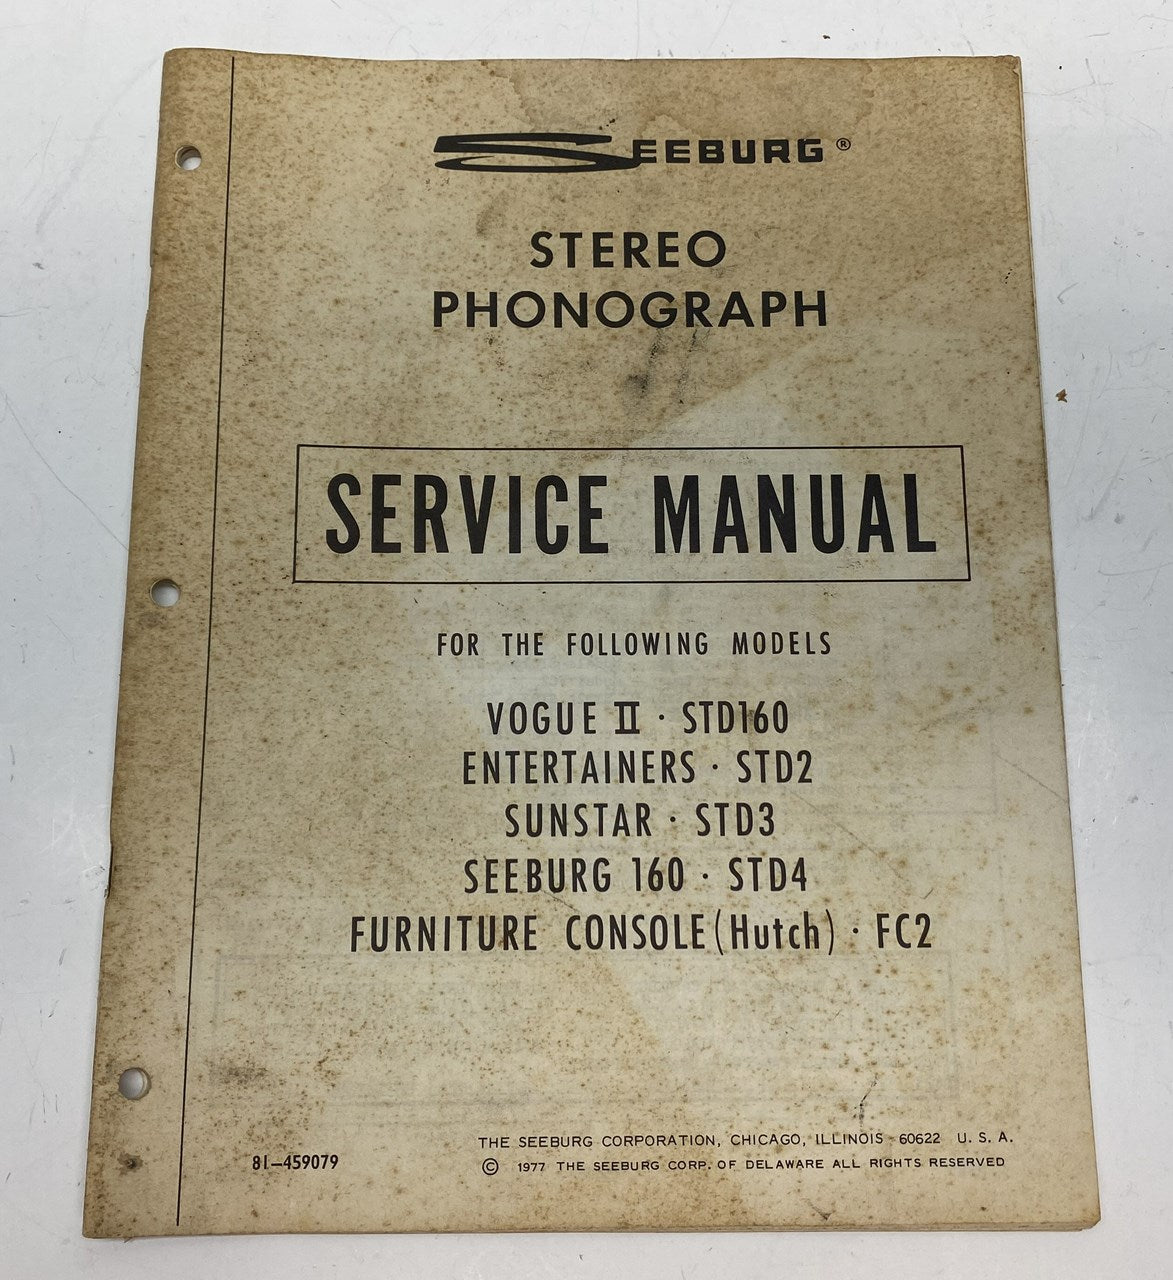 SEEBURG®
STEREO
PHONOGRAPH
SERVICE MANUAL
FOR THE FOLLOWING MODELS
VOGUE II · STD160
ENTERTAINERS · STD2
SUNSTAR · STD3
SEEBURG 160 · STD4
FURNITURE CONSOLE (Hutch) · FC2
THE SEEBURG CORPORATION, CHICAGO, ILLINOIS 60622 U. S. A.
81-459079
© 1977 THE SEEBURG CORP. OF DELAWARE ALL RIGHTS RESERVED